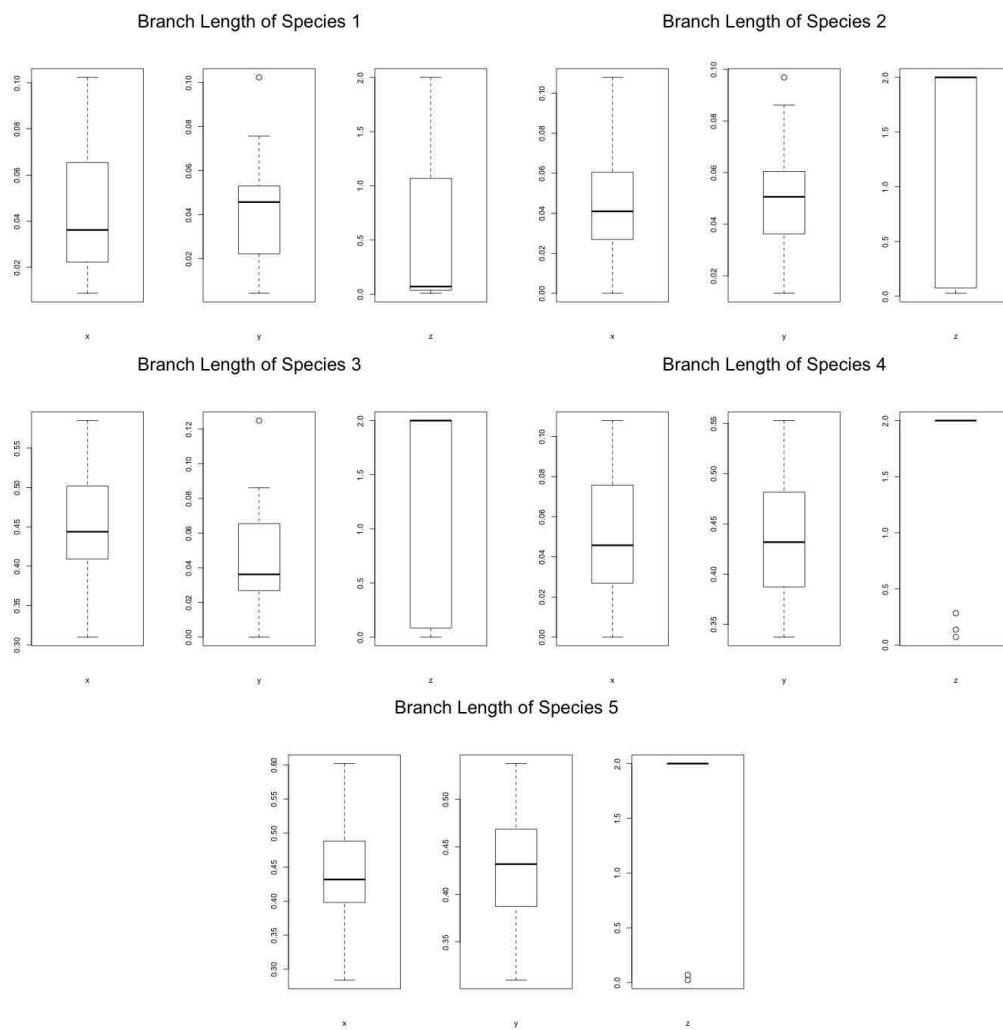 Branch Length of Species 1
Branch Length of Species 2
0.02 0.04 0.06 0.08 0.10
0.02 0.04 0.06 0.08 0.10
0.0 0.5 1.0 1.5 2.0
0.00 0.02 0.04 0.06 0.08 0.10
0.02 0.04 0.06 0.08 0.10
0.0 0.5 1.0 1.5 2.0
x y z x y z
Branch Length of Species 3
Branch Length of Species 4
0.30 0.35 0.40 0.45 0.50 0.55
0.00 0.02 0.04 0.06 0.08 0.10 0.12
0.0 0.5 1.0 1.5 2.0
0.00 0.02 0.04 0.06 0.08 0.10
0.35 0.40 0.45 0.50 0.55
0.0 0.5 1.0 1.5 2.0
x y z x y z
Branch Length of Species 5
0.30 0.35 0.40 0.45 0.50 0.55 0.60
0.35 0.40 0.45 0.50
0.0 0.5 1.0 1.5 2.0
x y z